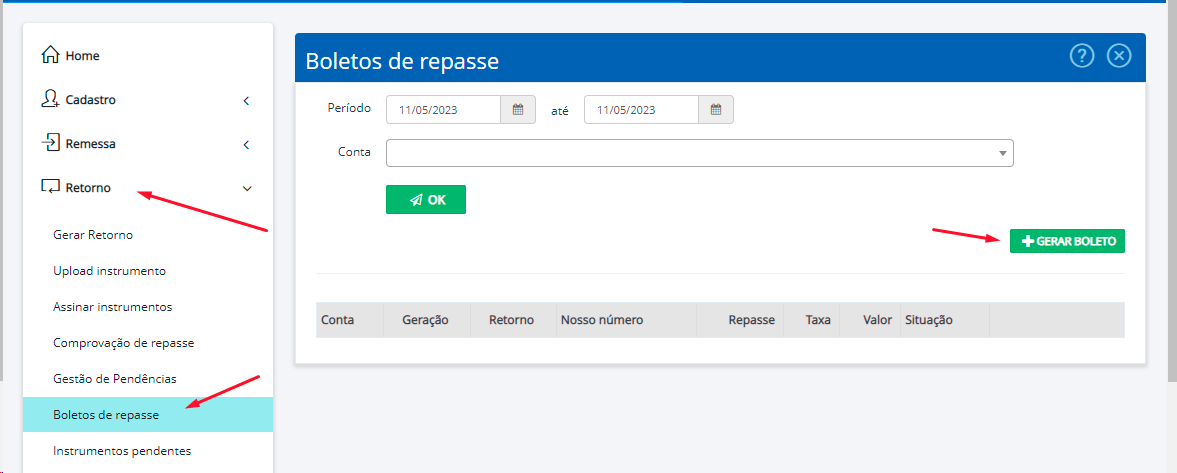 Home
Cadastro
Remessa
Retorno
Gerar Retorno
Upload instrumento
Assinar instrumentos
Comprovação de repasse
Gestão de Pendências
Boletos de repasse
Instrumentos pendentes
Boletos de repasse
Período 11/05/2023 até 11/05/2023
Conta
OK
GERAR BOLETO
Conta Geração Retorno Nosso número Repasse Taxa Valor Situação